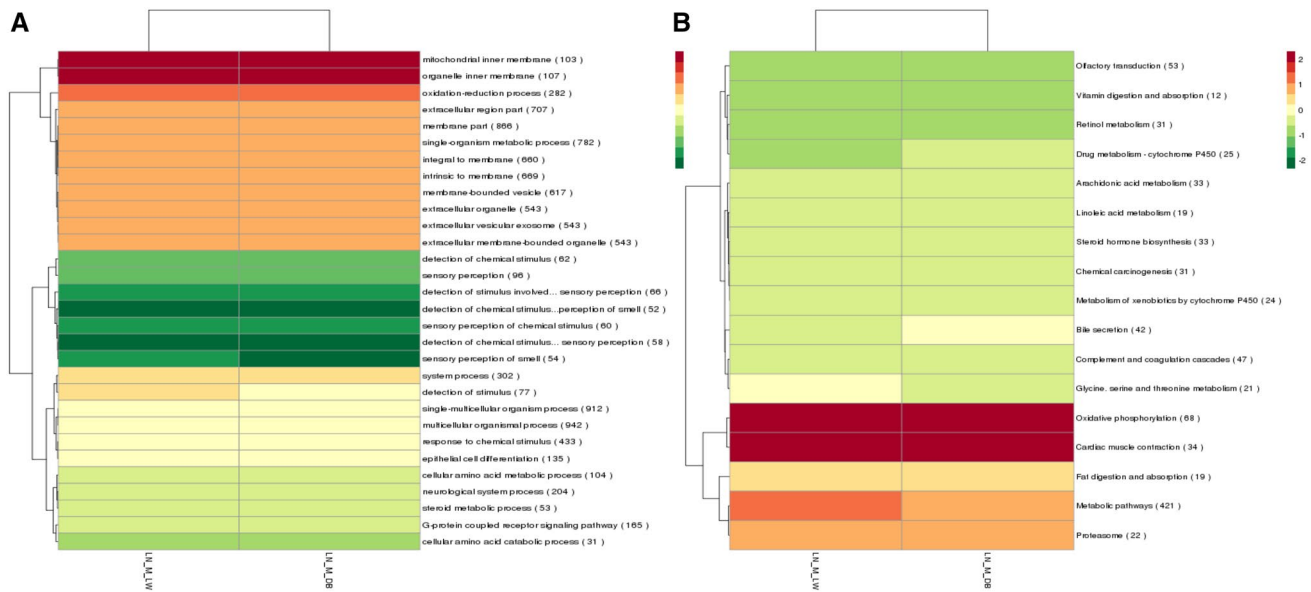 A
mitochondrial inner membrane ( 103 )
organelle inner membrane ( 107 )
oxidation-reduction process ( 282 )
extracellular region part ( 707 )
membrane part ( 866 )
single-organism metabolic process ( 782 )
integral to membrane ( 660 )
intrinsic to membrane ( 669 )
membrane-bounded vesicle ( 617 )
extracellular organelle ( 543 )
extracellular vesicular exosome ( 543 )
extracellular membrane-bounded organelle ( 543 )
detection of chemical stimulus ( 62 )
sensory perception ( 96 )
detection of stimulus involved... sensory perception ( 66 )
detection of chemical stimulus...perception of smell ( 52 )
sensory perception of chemical stimulus ( 60 )
detection of chemical stimulus... sensory perception ( 58 )
sensory perception of smell ( 54 )
system process ( 302 )
detection of stimulus ( 77 )
single-multicellular organism process ( 912 )
multicellular organismal process ( 942 )
response to chemical stimulus ( 433 )
epithelial cell differentiation ( 135 )
cellular amino acid metabolic process ( 104 )
neurological system process ( 204 )
steroid metabolic process ( 53 )
G-protein coupled receptor signaling pathway ( 165 )
cellular amino acid catabolic process ( 31 )
LN_M_LW
LN_M_DB
B
Olfactory transduction ( 53 )
Vitamin digestion and absorption ( 12 )
Retinol metabolism ( 31 )
Drug metabolism - cytochrome P450 ( 25 )
Arachidonic acid metabolism ( 33 )
Linoleic acid metabolism ( 19 )
Steroid hormone biosynthesis ( 33 )
Chemical carcinogenesis ( 31 )
Metabolism of xenobiotics by cytochrome P450 ( 24 )
Bile secretion ( 42 )
Complement and coagulation cascades ( 47 )
Glycine, serine and threonine metabolism ( 21 )
Oxidative phosphorylation ( 68 )
Cardiac muscle contraction ( 34 )
Fat digestion and absorption ( 19 )
Metabolic pathways ( 421 )
Proteasome ( 22 )
LN_M_LW
LN_M_DB
2
1
0
-1
-2